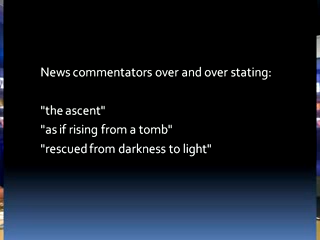 News commentators over and over stating:
"the ascent"
"as if rising from a tomb"
"rescued from darkness to light"